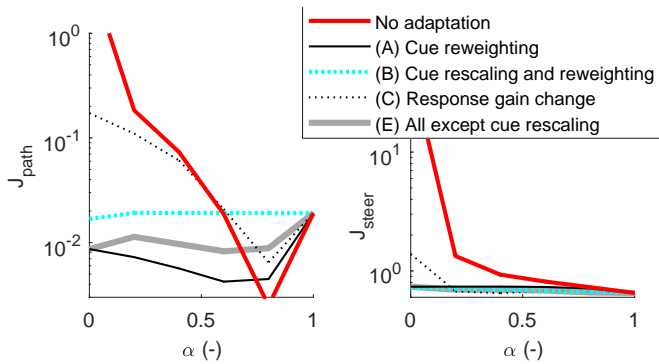 No adaptation
(A) Cue reweighting
(B) Cue rescaling and reweighting
(C) Response gain change
(E) All except cue rescaling
10^0
10^-1
10^-2
J_path
0
0.5
1
α (-)
10^1
10^0
J_steer
0
0.5
1
α (-)